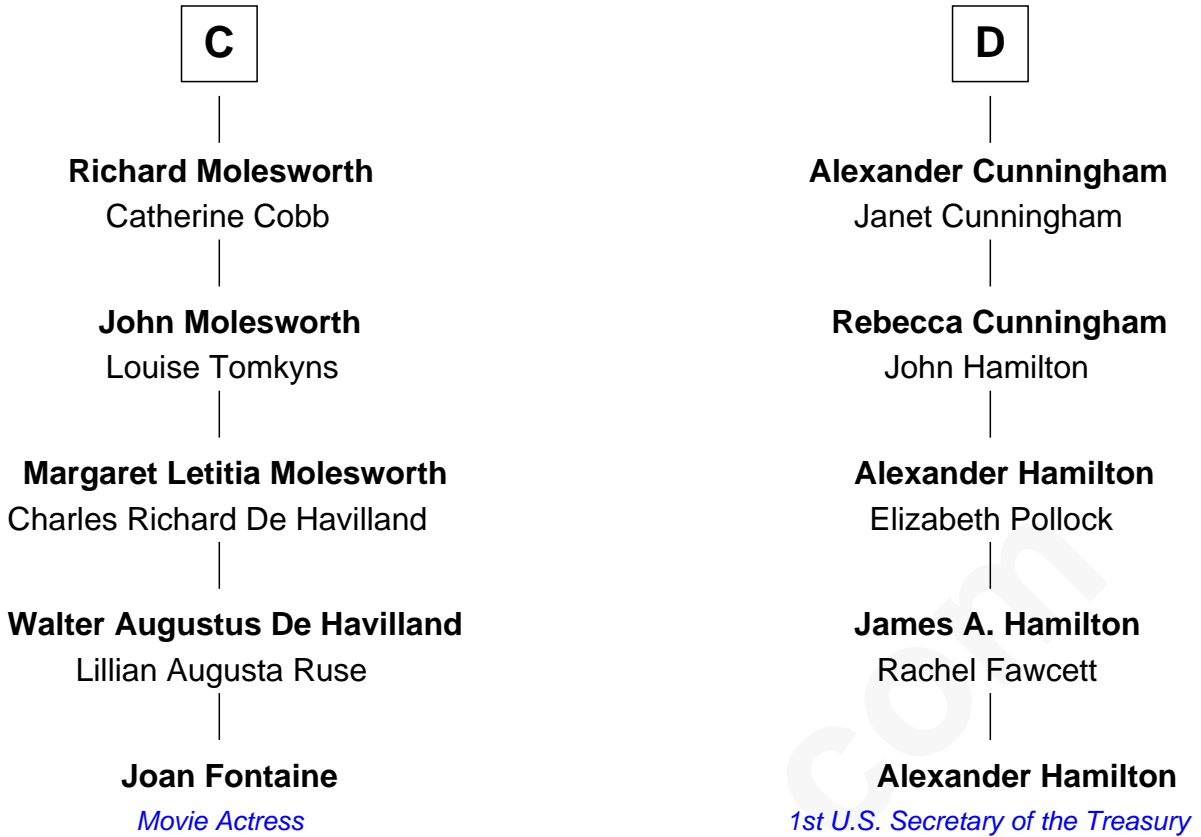 C
Richard Molesworth
Catherine Cobb
John Molesworth
Louise Tomkyns
Margaret Letitia Molesworth
Charles Richard De Havilland
Walter Augustus De Havilland
Lillian Augusta Ruse
Joan Fontaine
Movie Actress
D
Alexander Cunningham
Janet Cunningham
Rebecca Cunningham
John Hamilton
Alexander Hamilton
Elizabeth Pollock
James A. Hamilton
Rachel Fawcett
Alexander Hamilton
1st U.S. Secretary of the Treasury
com